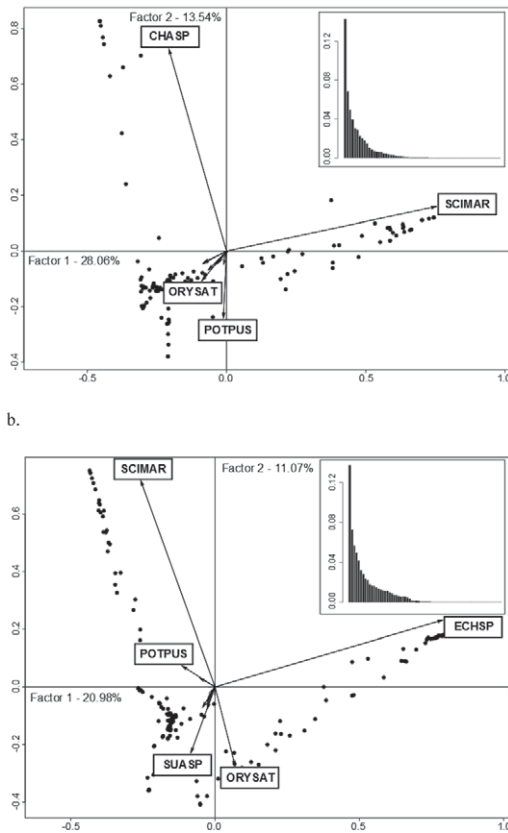 Factor 2 - 13.54%
CHASP
SCIMAR
Factor 1 - 28.06%
ORYSAT
POTPUS
0.8
0.6
0.4
0.2
0.0
-0.2
-0.4
-0.5
0.0
0.5
1.0
0.12
0.08
0.04
0.00
b.
SCIMAR
Factor 2 - 11.07%
ECHSP
POTPUS
Factor 1 - 20.98%
SUASP
ORYSAT
0.6
0.4
0.2
0.0
-0.2
-0.4
-0.5
0.0
0.5
1.0
0.12
0.08
0.04
0.00